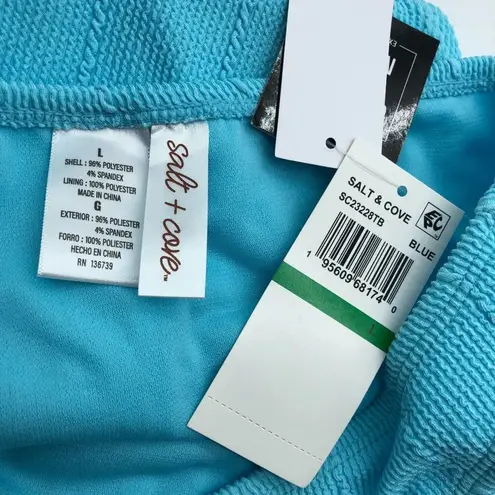 L
SHELL : 96% POLYESTER
4% SPANDEX
LINING : 100% POLYESTER
MADE IN CHINA
G
EXTERIOR : 96% POLIESTER
4% SPANDEX
FORRO : 100% POLIESTER
HECHO EN CHINA
RN 136739
salt + cove™
SALT & COVE
SC23228TB
BLUE
1 95609 68174 0
L